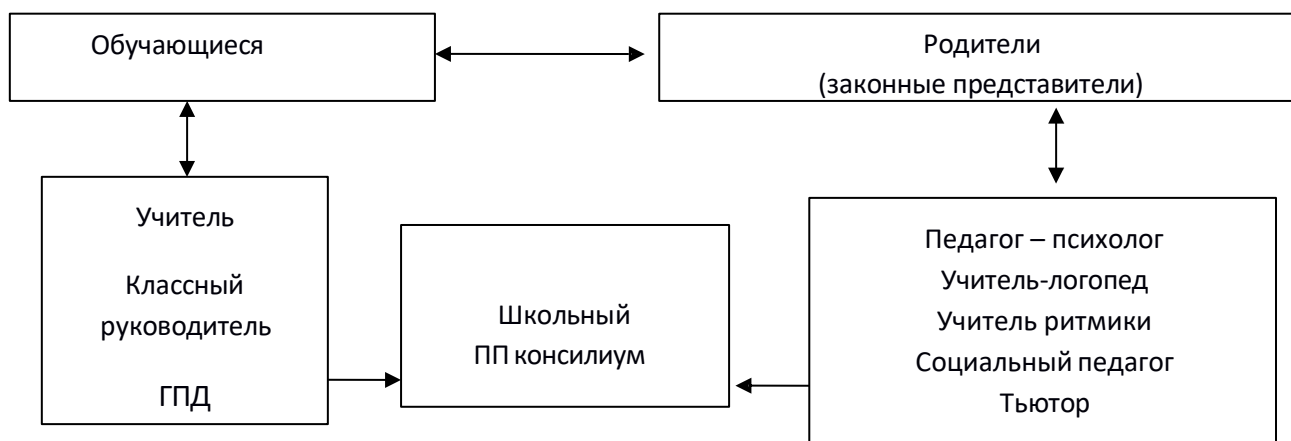 Обучающиеся
Родители
(законные представители)
Учитель
Классный
руководитель
ГПД
Школьный
ПП консилиум
Педагог – психолог
Учитель-логопед
Учитель ритмики
Социальный педагог
Тьютор